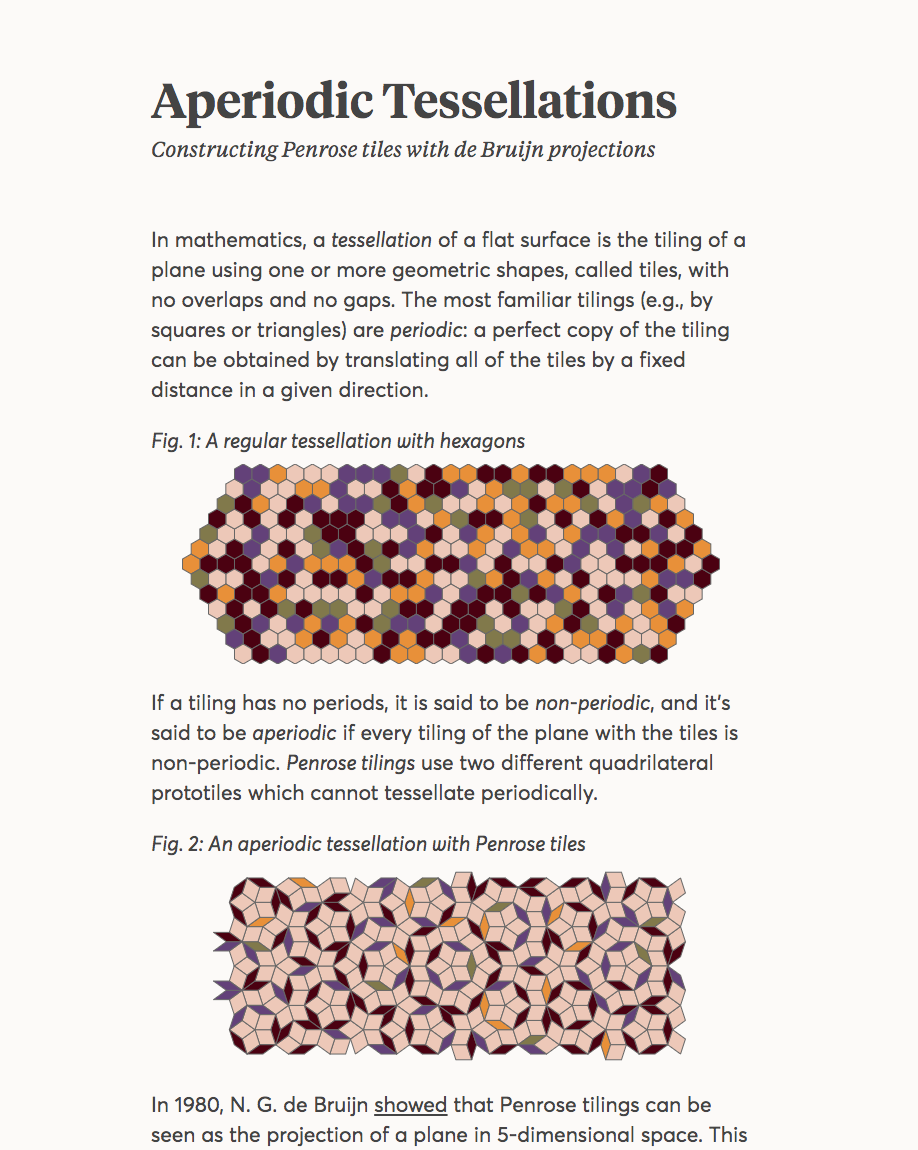 Aperiodic Tessellations
Constructing Penrose tiles with de Bruijn projections
In mathematics, a tessellation of a flat surface is the tiling of a
plane using one or more geometric shapes, called tiles, with
no overlaps and no gaps. The most familiar tilings (e.g., by
squares or triangles) are periodic: a perfect copy of the tiling
can be obtained by translating all of the tiles by a fixed
distance in a given direction.
Fig. 1: A regular tessellation with hexagons
If a tiling has no periods, it is said to be non-periodic, and it's
said to be aperiodic if every tiling of the plane with the tiles is
non-periodic. Penrose tilings use two different quadrilateral
prototiles which cannot tessellate periodically.
Fig. 2: An aperiodic tessellation with Penrose tiles
In 1980, N. G. de Bruijn showed that Penrose tilings can be
seen as the projection of a plane in 5-dimensional space. This